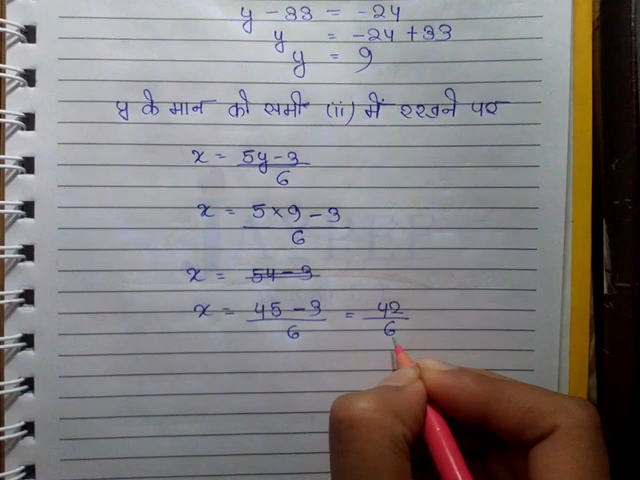 y - 33 = -24
y = -24 + 33
y = 9
y के मान को समी (ii) में रखने पर
x = 5y - 3 / 6
x = 5 × 9 - 3 / 6
x = 54 - 3
x = 45 - 3 / 6 = 42 / 6